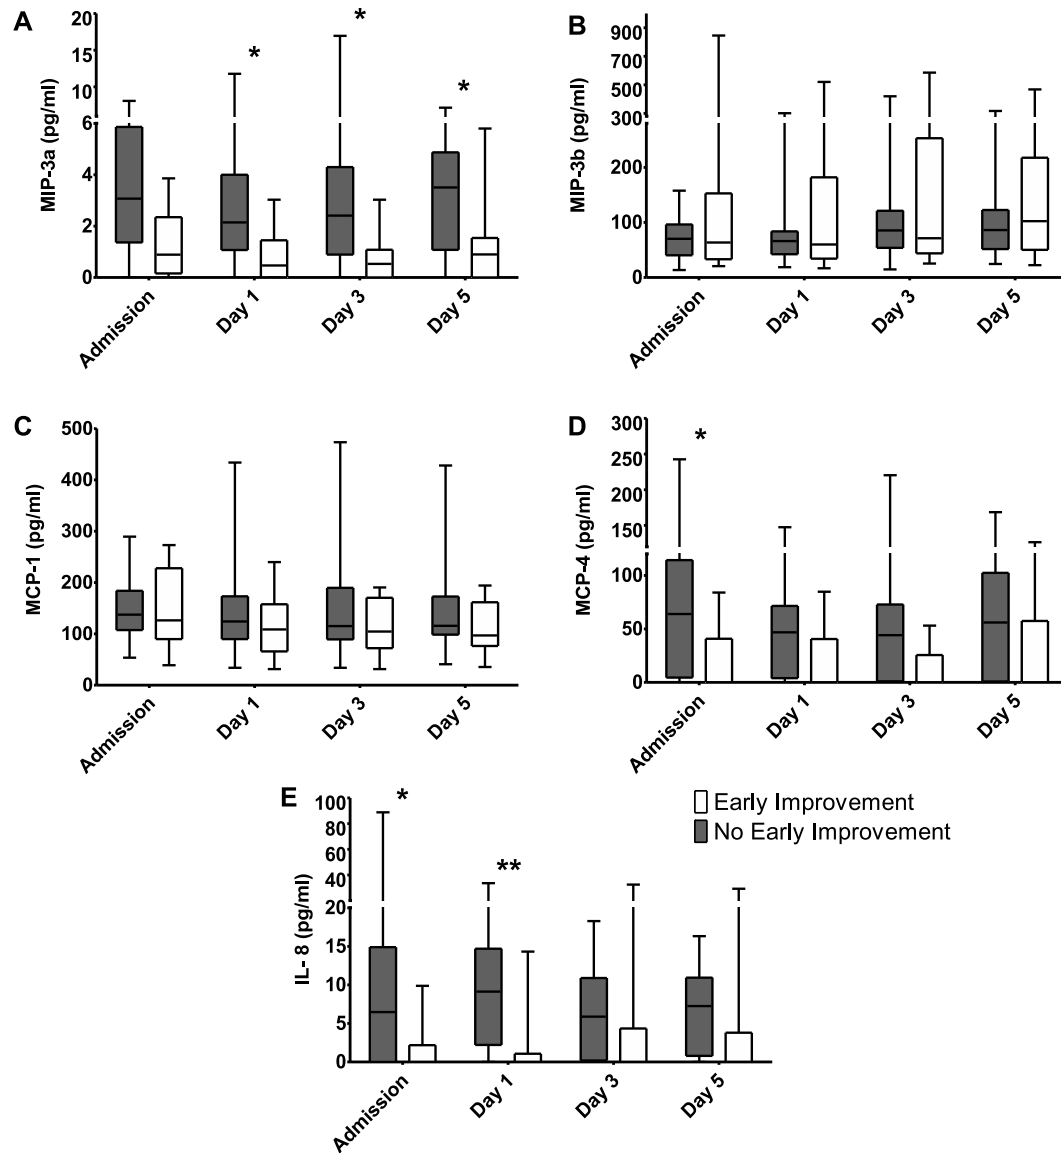 A
MIP-3a (pg/ml)
20
15
10
6
4
2
0
*
*
*
Admission
Day 1
Day 3
Day 5
B
MIP-3b (pg/ml)
900
700
500
300
300
200
100
0
Admission
Day 1
Day 3
Day 5
C
MCP-1 (pg/ml)
500
400
300
200
100
0
Admission
Day 1
Day 3
Day 5
D
MCP-4 (pg/ml)
300
250
200
150
100
50
0
*
Admission
Day 1
Day 3
Day 5
E
IL- 8 (pg/ml)
100
80
60
40
20
15
10
5
0
*
**
Admission
Day 1
Day 3
Day 5
Early Improvement
No Early Improvement